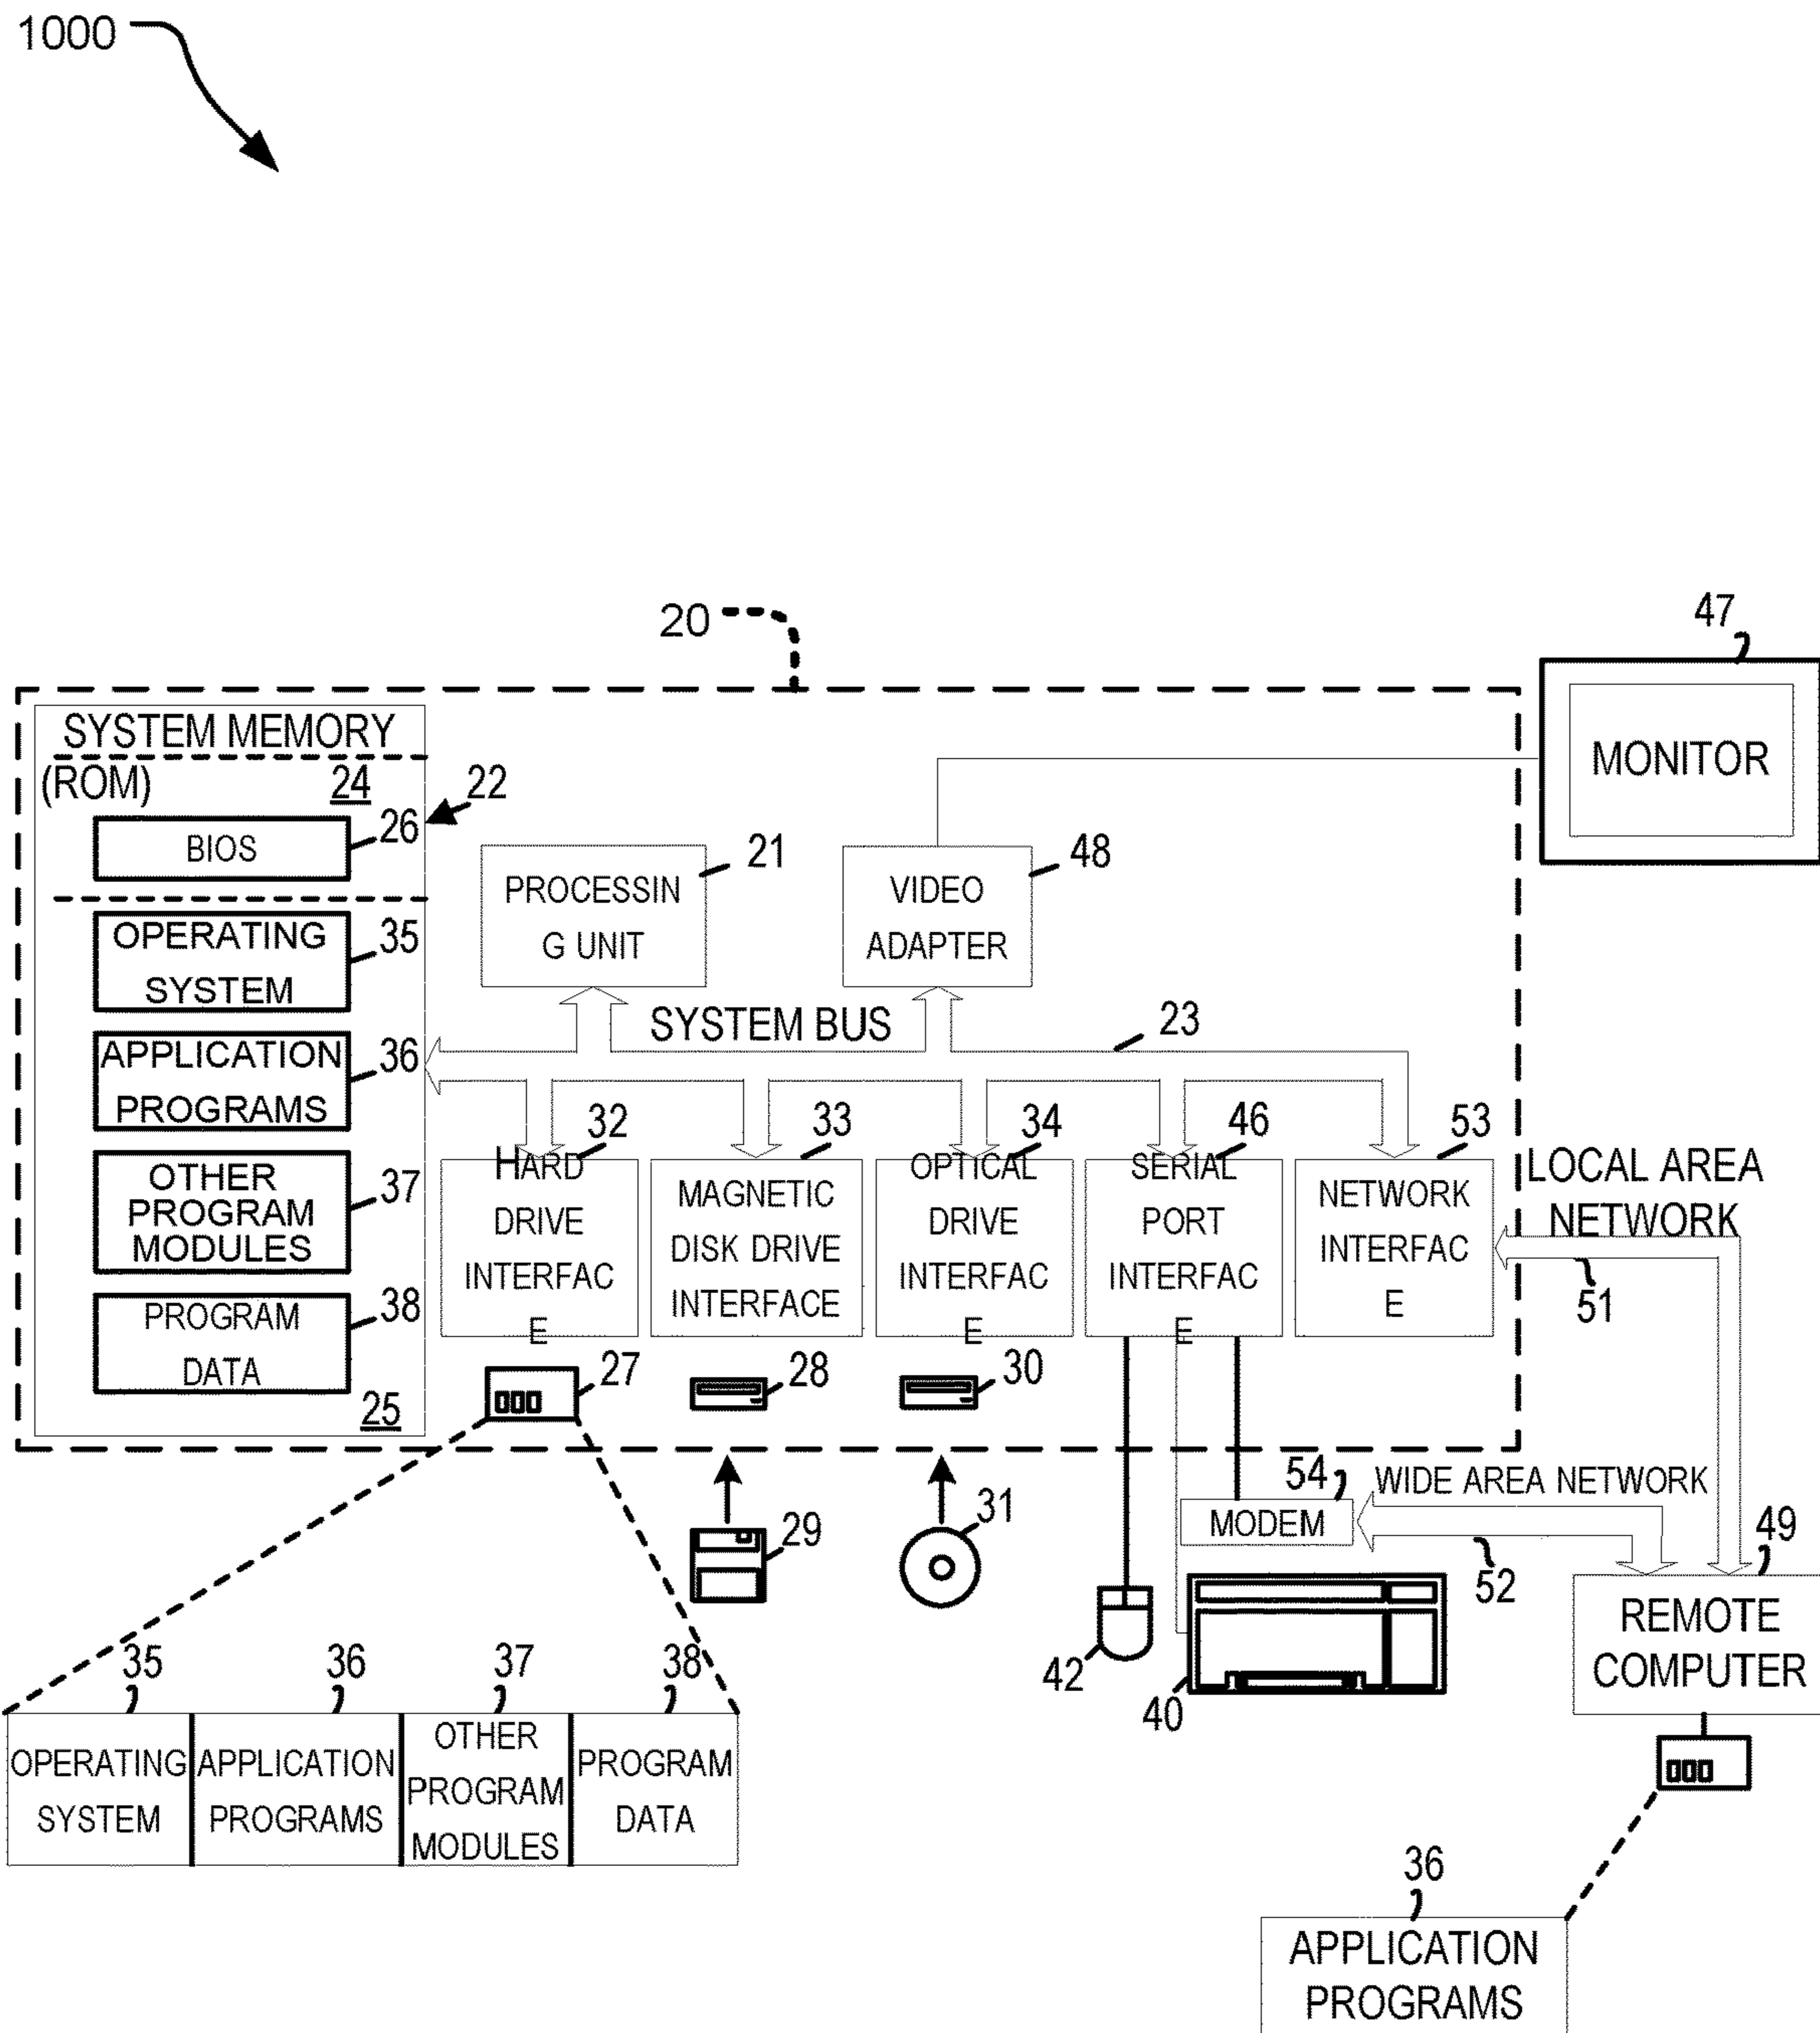 1000
20
47
MONITOR
SYSTEM MEMORY
(ROM)
24
22
BIOS
26
OPERATING
SYSTEM
35
APPLICATION
PROGRAMS
36
OTHER
PROGRAM
MODULES
37
PROGRAM
DATA
38
25
PROCESSIN
G UNIT
21
VIDEO
ADAPTER
48
SYSTEM BUS
23
32
HARD
DRIVE
INTERFAC
E
33
MAGNETIC
DISK DRIVE
INTERFACE
34
OPTICAL
DRIVE
INTERFAC
E
46
SERIAL
PORT
INTERFAC
E
53
NETWORK
INTERFAC
E
LOCAL AREA
NETWORK
51
27
28
30
29
31
54
MODEM
WIDE AREA NETWORK
52
49
REMOTE
COMPUTER
42
40
35
OPERATING
SYSTEM
36
APPLICATION
PROGRAMS
37
OTHER
PROGRAM
MODULES
38
PROGRAM
DATA
36
APPLICATION
PROGRAMS